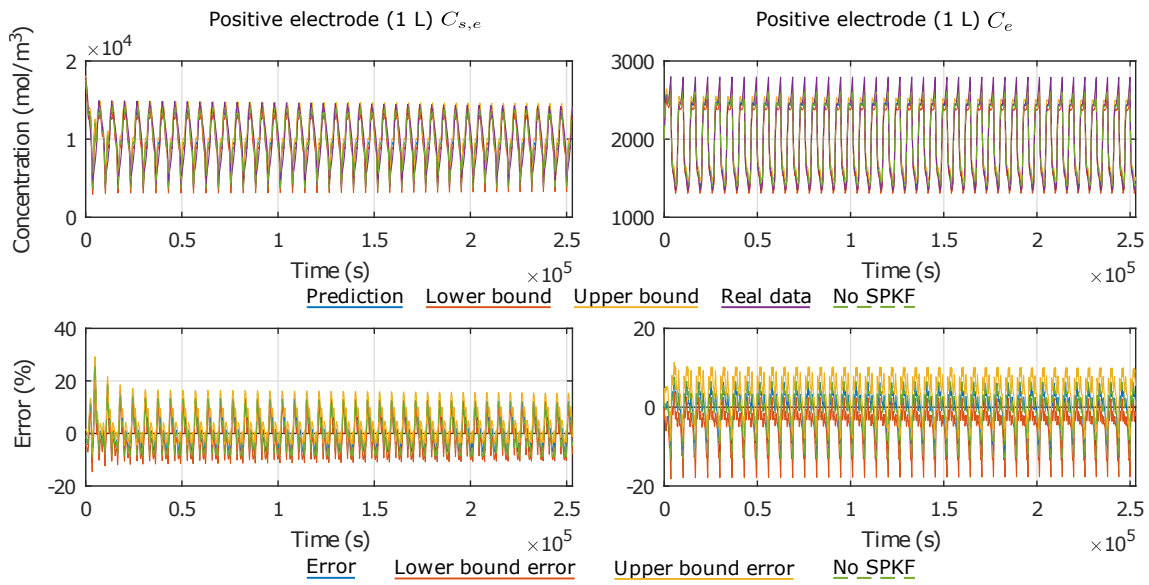 Positive electrode (1 L) C_{s,e}
×10^4
Concentration (mol/m^3)
2
1
0
0 0.5 1 1.5 2 2.5
Time (s)
×10^5
Positive electrode (1 L) C_e
3000
2000
1000
0 0.5 1 1.5 2 2.5
Time (s)
×10^5
Prediction Lower bound Upper bound Real data No SPKF
Error (%)
40
20
0
-20
0 0.5 1 1.5 2 2.5
Time (s)
×10^5
20
0
-20
0 0.5 1 1.5 2 2.5
Time (s)
×10^5
Error Lower bound error Upper bound error No SPKF